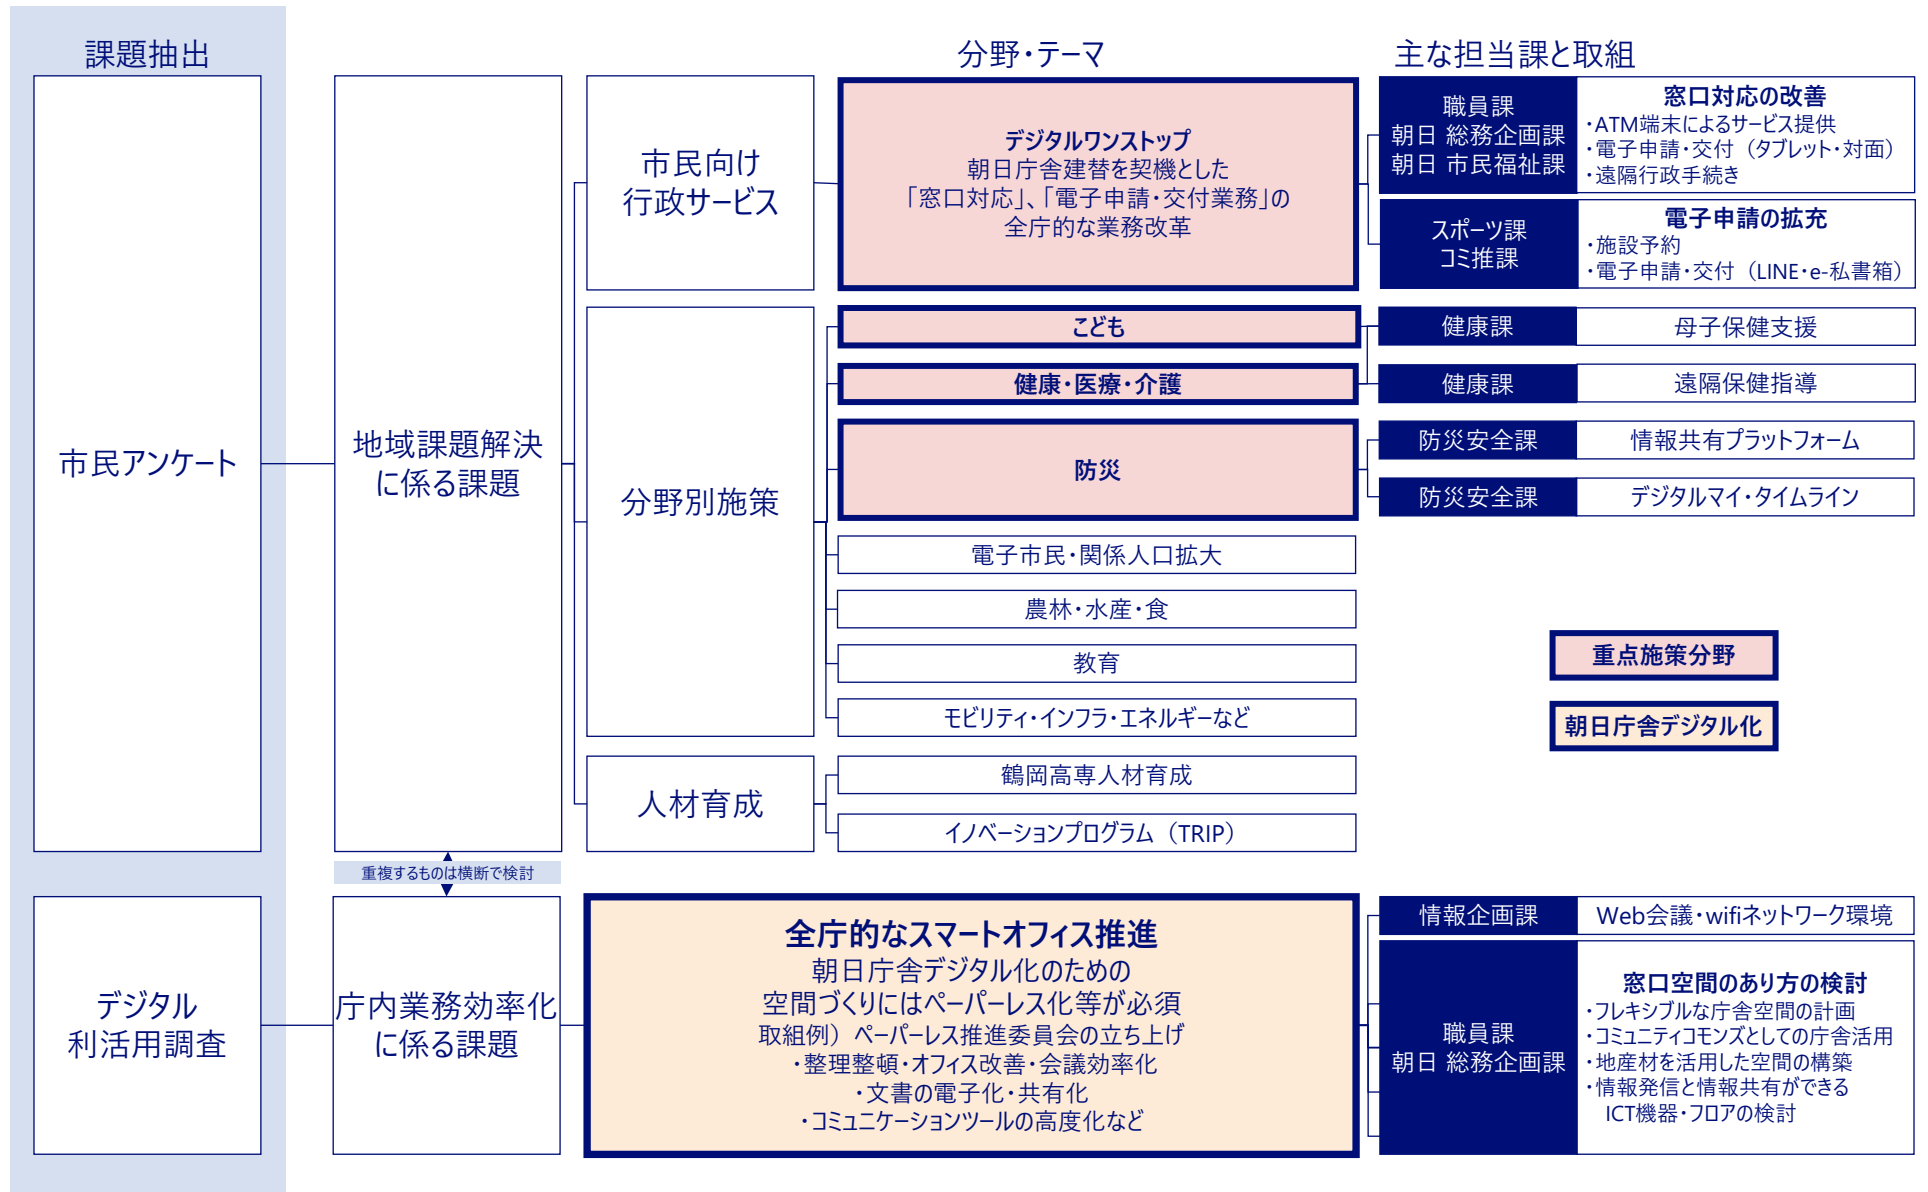 課題抽出
分野・テーマ
主な担当課と取組
市民アンケート
地域課題解決
に係る課題
市民向け
行政サービス
デジタルワンストップ
朝日庁舎建替を契機とした
「窓口対応」、「電子申請・交付業務」の
全庁的な業務改革
職員課
朝日 総務企画課
朝日 市民福祉課
窓口対応の改善
・ATM端末によるサービス提供
・電子申請・交付（タブレット・対面）
・遠隔行政手続き
スポーツ課
コミ推課
電子申請の拡充
・施設予約
・電子申請・交付（LINE・e-私書箱）
分野別施策
こども
健康課
母子保健支援
健康・医療・介護
健康課
遠隔保健指導
防災
防災安全課
情報共有プラットフォーム
防災安全課
デジタルマイ・タイムライン
電子市民・関係人口拡大
農林・水産・食
教育
モビリティ・インフラ・エネルギーなど
重点施策分野
朝日庁舎デジタル化
人材育成
鶴岡高専人材育成
イノベーションプログラム（TRIP）
重複するものは横断で検討
デジタル
利活用調査
庁内業務効率化
に係る課題
全庁的なスマートオフィス推進
朝日庁舎デジタル化のための
空間づくりにはペーパーレス化等が必須
取組例）ペーパーレス推進委員会の立ち上げ
・整理整頓・オフィス改善・会議効率化
・文書の電子化・共有化
・コミュニケーションツールの高度化など
情報企画課
Web会議・wifiネットワーク環境
職員課
朝日 総務企画課
窓口空間のあり方の検討
・フレキシブルな庁舎空間の計画
・コミュニティコモンズとしての庁舎活用
・地産材を活用した空間の構築
・情報発信と情報共有ができる
ICT機器・フロアの検討